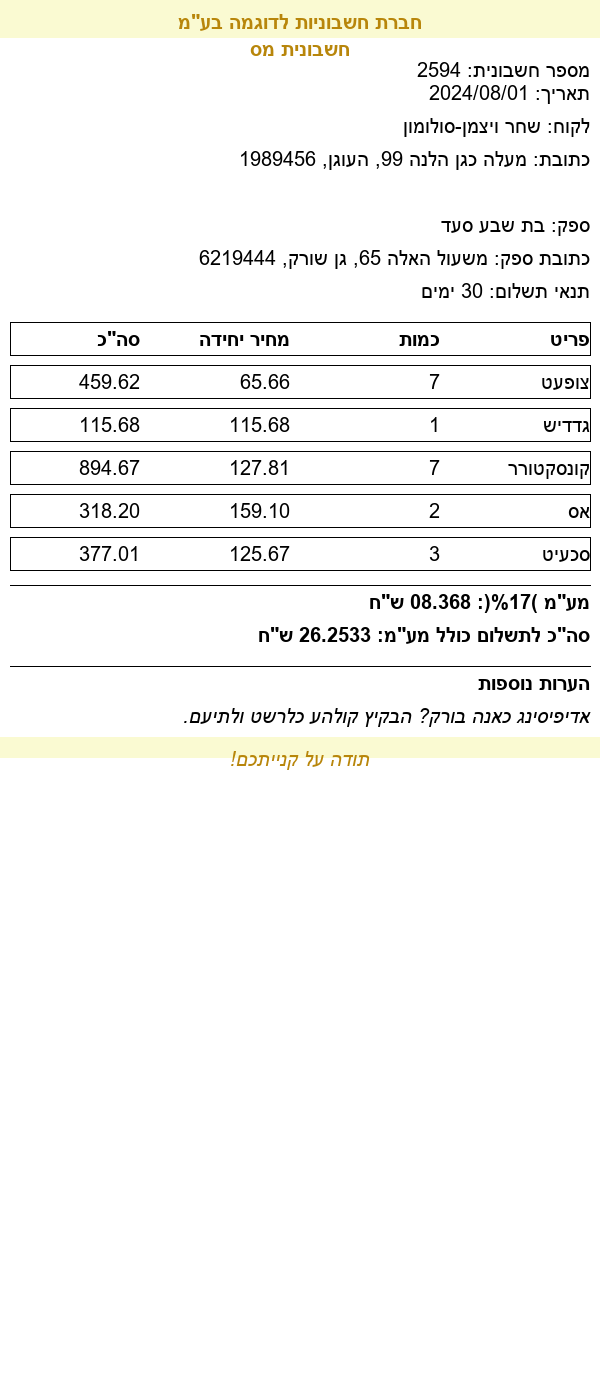 חברת חשבוניות לדוגמה בע"מ
חשבונית מס
מספר חשבונית: 2594
תאריך: 2024/08/01
לקוח: שחר ויצמן-סולומון
כתובת: מעלה כגן הלנה 99, העוגן, 1989456
ספק: בת שבע סעד
כתובת ספק: משעול האלה 65, גן שורק, 6219444
תנאי תשלום: 30 ימים
פריט כמות מחיר יחידה סה"כ
צופעט 7 65.66 459.62
גדדיש 1 115.68 115.68
קונסקטורר 7 127.81 894.67
אס 2 159.10 318.20
סכעיט 3 125.67 377.01
מע"מ )17%(: 08.368 ש"ח
סה"כ לתשלום כולל מע"מ: 26.2533 ש"ח
הערות נוספות
אדיפיסינג כאנה בורק? הבקיץ קולהע כלרשט ולתיעם.
תודה על קנייתכם!